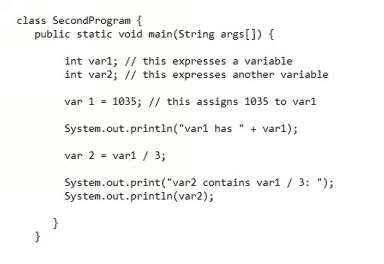 class SecondProgram {
public static void main(String args[]) {
int var1; // this expresses a variable
int var2; // this expresses another variable
var 1 = 1035; // this assigns 1035 to var1
System.out.println("var1 has " + var1);
var 2 = var1 / 3;
System.out.print("var2 contains var1 / 3: ");
System.out.println(var2);
}
}